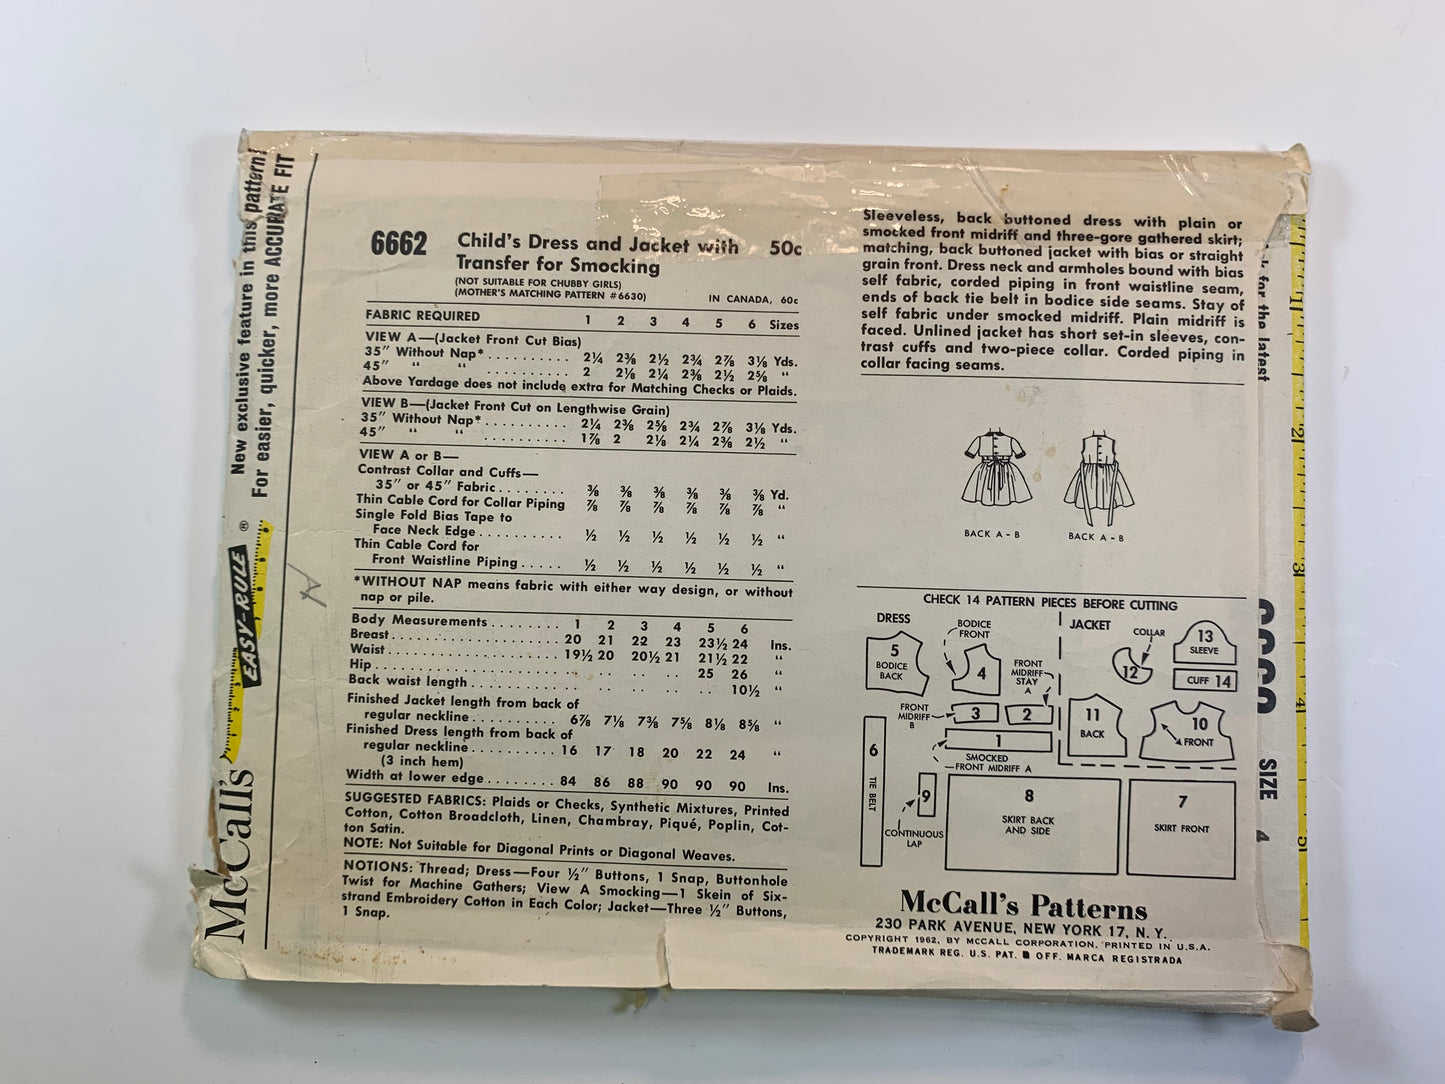 New exclusive feature in this pattern!
For easier, quicker, more ACCURATE FIT
EASY-RULE ®
McCall's
6662 Child's Dress and Jacket with 50c
Transfer for Smocking
(NOT SUITABLE FOR CHUBBY GIRLS)
(MOTHER'S MATCHING PATTERN #6630) IN CANADA, 60c
FABRIC REQUIRED 1 2 3 4 5 6 Sizes
VIEW A—(Jacket Front Cut Bias)
35" Without Nap* .......... 2¼ 2⅜ 2½ 2¾ 2⅞ 3⅛ Yds.
45" " " .......... 2 2⅛ 2¼ 2⅜ 2½ 2⅝ "
Above Yardage does not include extra for Matching Checks or Plaids.
VIEW B—(Jacket Front Cut on Lengthwise Grain)
35" Without Nap* .......... 2¼ 2⅜ 2⅝ 2¾ 2⅞ 3⅛ Yds.
45" " " .......... 1⅞ 2 2⅛ 2¼ 2⅜ 2½ "
VIEW A OR B—
Contrast Collar and Cuffs—
35" or 45" Fabric ........ ⅜ ⅜ ⅜ ⅜ ⅜ ⅜ Yd.
Thin Cable Cord for Collar Piping ⅞ ⅞ ⅞ ⅞ ⅞ ⅞ "
Single Fold Bias Tape to
Face Neck Edge .......... ½ ½ ½ ½ ½ ½ "
Thin Cable Cord for
Front Waistline Piping ..... ½ ½ ½ ½ ½ ½ "
*WITHOUT NAP means fabric with either way design, or without
nap or pile.
Body Measurements ........ 1 2 3 4 5 6
Breast .................... 20 21 22 23 23½ 24 Ins.
Waist .................... 19½ 20 20½ 21 21½ 22 "
Hip .................... .. .. .. .. 25 26 "
Back waist length ............ .. .. .. .. .. 10½ "
Finished Jacket length from back of
regular neckline .......... 6⅞ 7⅛ 7⅜ 7⅝ 8⅛ 8⅝ "
Finished Dress length from back of
regular neckline .......... 16 17 18 20 22 24 "
(3 inch hem)
Width at lower edge ........ 84 86 88 90 90 90 Ins.
SUGGESTED FABRICS: Plaids or Checks, Synthetic Mixtures, Printed
Cotton, Cotton Broadcloth, Linen, Chambray, Piqué, Poplin, Cot-
ton Satin.
NOTE: Not Suitable for Diagonal Prints or Diagonal Weaves.
NOTIONS: Thread; Dress—Four ½" Buttons, 1 Snap, Buttonhole
Twist for Machine Gathers; View A Smocking—1 Skein of Six-
strand Embroidery Cotton in Each Color; Jacket—Three ½" Buttons,
1 Snap.
Sleeveless, back buttoned dress with plain or
smocked front midriff and three-gore gathered skirt;
matching, back buttoned jacket with bias or straight
grain front. Dress neck and armholes bound with bias
self fabric, corded piping in front waistline seam,
ends of back tie belt in bodice side seams. Stay of
self fabric under smocked midriff. Plain midriff is
faced. Unlined jacket has short set-in sleeves, con-
trast cuffs and two-piece collar. Corded piping in
collar facing seams.
BACK A - B
BACK A - B
CHECK 14 PATTERN PIECES BEFORE CUTTING
DRESS
5
BODICE
BACK
BODICE
FRONT
4
FRONT
MIDRIFF
STAY
A
FRONT
MIDRIFF
B
3
2
1
SMOCKED
FRONT MIDRIFF A
6
TIE BELT
9
CONTINUOUS
LAP
8
SKIRT BACK
AND SIDE
7
SKIRT FRONT
JACKET
COLLAR
12
13
SLEEVE
CUFF 14
11
BACK
10
FRONT
McCall's Patterns
230 PARK AVENUE, NEW YORK 17, N. Y.
COPYRIGHT 1962, BY MCCALL CORPORATION. PRINTED IN U.S.A.
TRADEMARK REG. U.S. PAT. ■ OFF. MARCA REGISTRADA
for the latest
SIZE 4
1
2
3
4
5